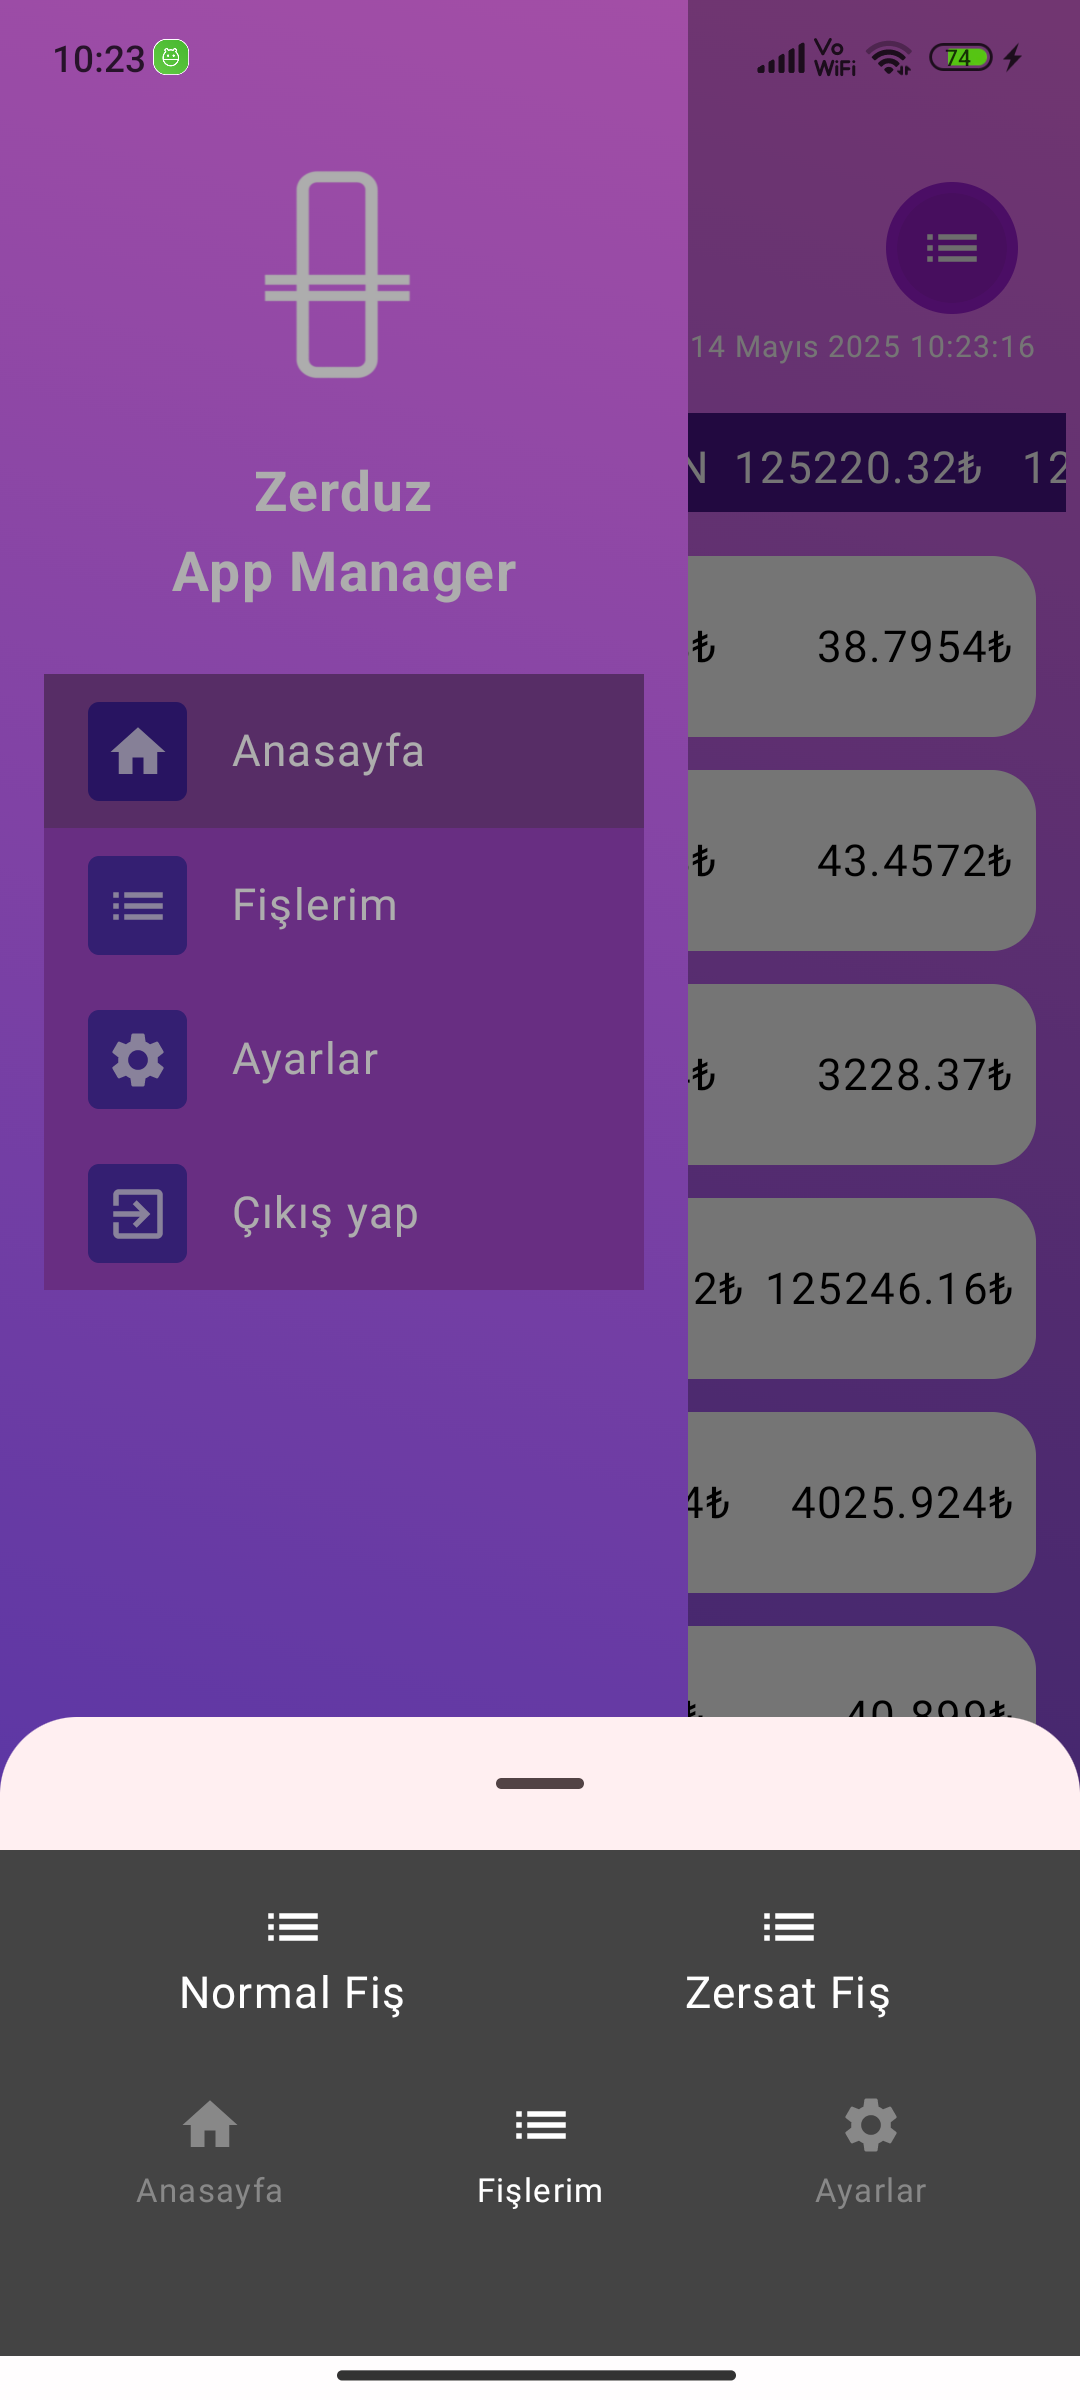 10:23
Vo
WiFi
74
14 Mayıs 2025 10:23:16
N 125220.32₺ 12
Zerduz
App Manager
₺ 38.7954₺
Anasayfa
₺ 43.4572₺
Fişlerim
Ayarlar
₺ 3228.37₺
Çıkış yap
2₺ 125246.16₺
4₺ 4025.924₺
₺ 40.899₺
Normal Fiş
Zersat Fiş
Anasayfa
Fişlerim
Ayarlar